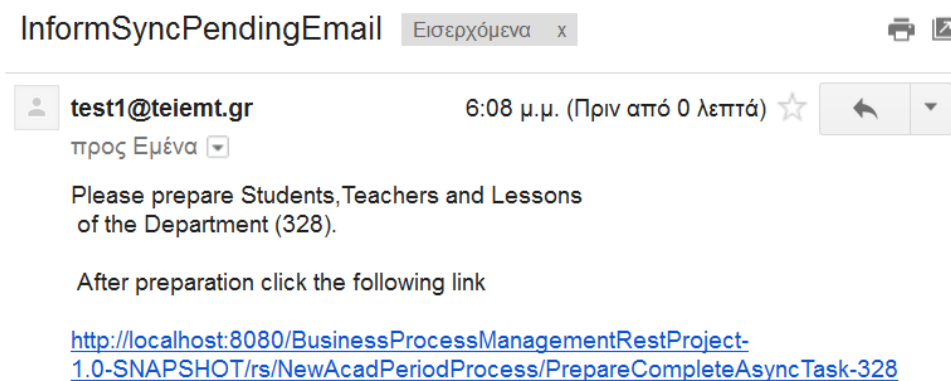 InformSyncPendingEmail Εισερχόμενα x
test1@teiemt.gr 6:08 μ.μ. (Πριν από 0 λεπτά)
προς Εμένα
Please prepare Students,Teachers and Lessons
of the Department (328).
After preparation click the following link
http://localhost:8080/BusinessProcessManagementRestProject-
1.0-SNAPSHOT/rs/NewAcadPeriodProcess/PrepareCompleteAsyncTask-328